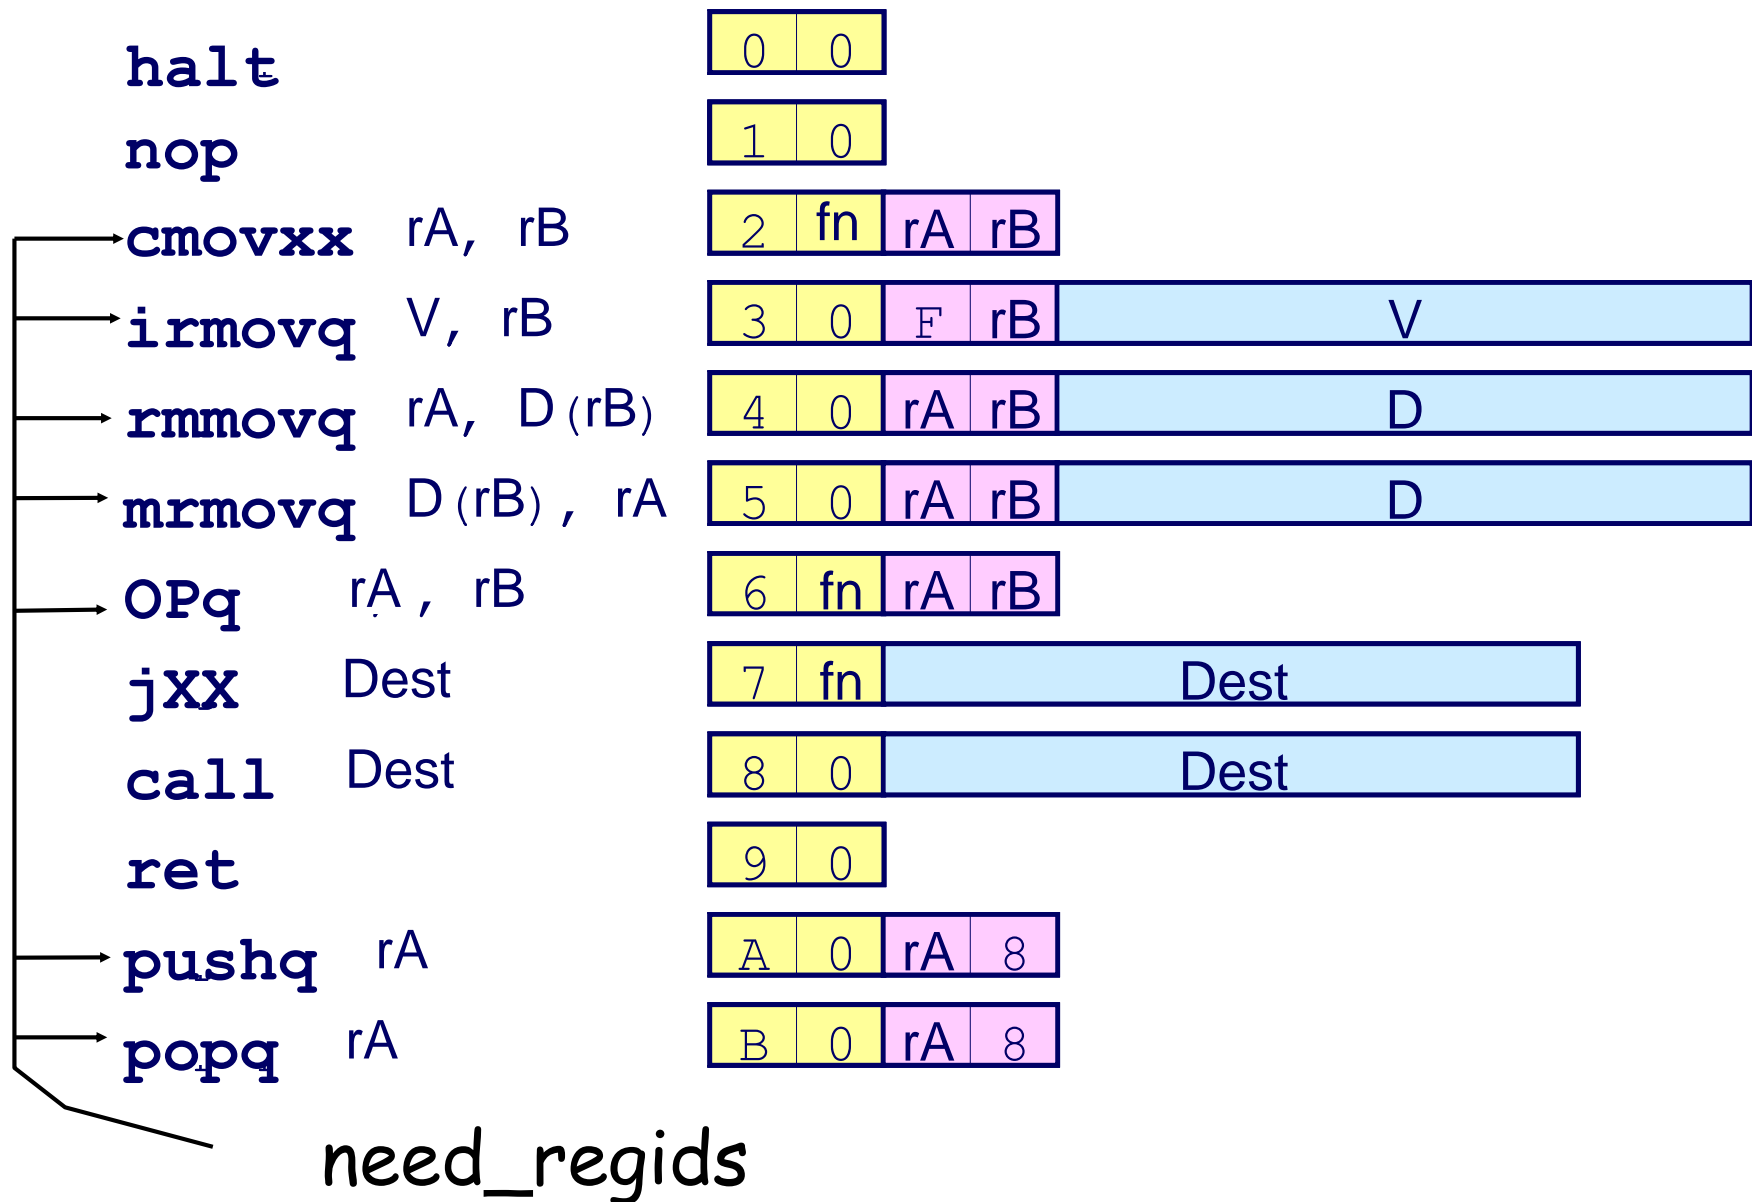 halt 0 0
nop 1 0
cmovxx rA, rB 2 fn rA rB
irmovq V, rB 3 0 F rB V
rmmovq rA, D(rB) 4 0 rA rB D
mrmovq D(rB), rA 5 0 rA rB D
OPq rA, rB 6 fn rA rB
jXX Dest 7 fn Dest
call Dest 8 0 Dest
ret 9 0
pushq rA A 0 rA 8
popq rA B 0 rA 8
need_regids